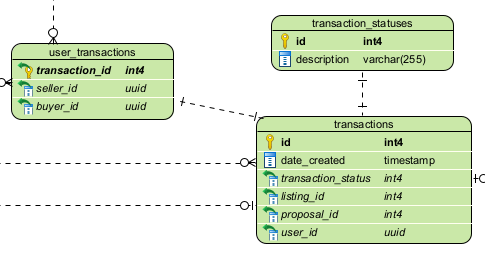 user_transactions
transaction_id int4
seller_id uuid
buyer_id uuid
transaction_statuses
id int4
description varchar(255)
transactions
id int4
date_created timestamp
transaction_status int4
listing_id int4
proposal_id int4
user_id uuid